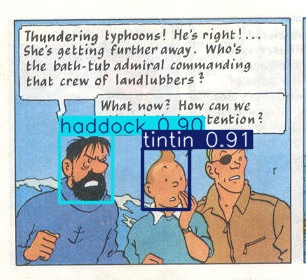 Thundering typhoons! He's right!...
She's getting further away. Who's
the bath-tub admiral commanding
that crew of landlubbers?
What now? How can we
tention?
haddock 0.90
tintin 0.91